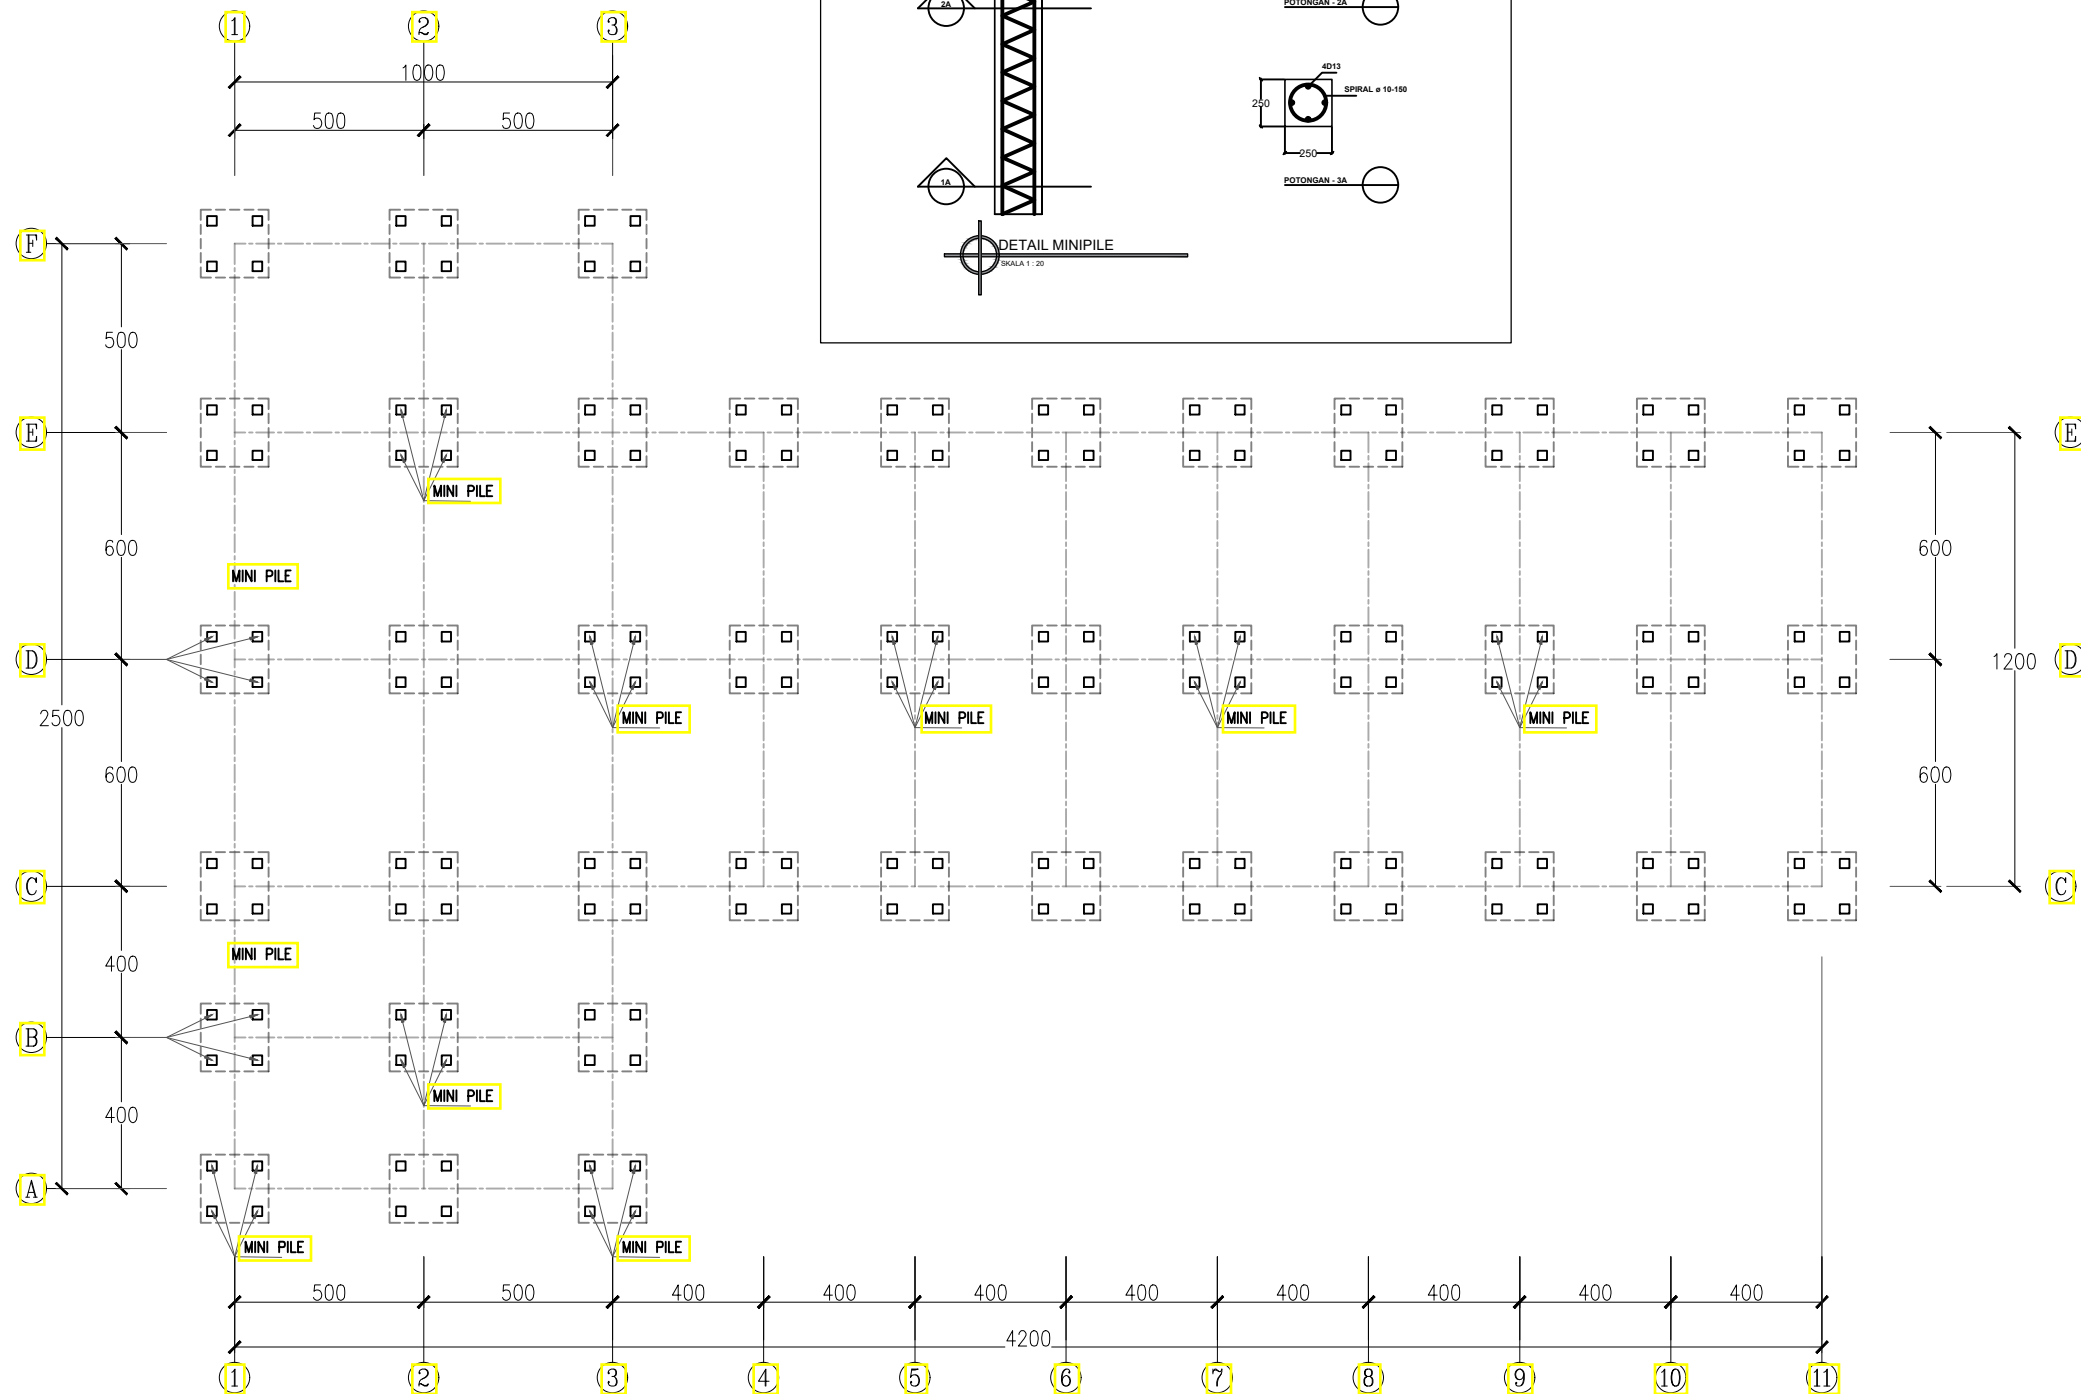 1 2 3
2A
POTONGAN - 2A
1000
500 500
4D13
SPIRAL ø 10-150
250
250
1A
POTONGAN - 3A
DETAIL MINIPILE
SKALA 1 : 20
F
500
E E
MINI PILE
600 600
MINI PILE
D D
1200
2500
MINI PILE MINI PILE MINI PILE MINI PILE
600 600
C C
MINI PILE
400
B
MINI PILE
400
A
MINI PILE MINI PILE
500 500 400 400 400 400 400 400 400 400
4200
1 2 3 4 5 6 7 8 9 10 11